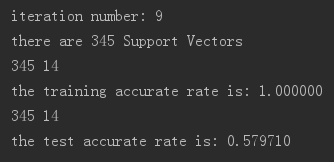 iteration number: 9
there are 345 Support Vectors
345 14
the training accurate rate is: 1.000000
345 14
the test accurate rate is: 0.579710